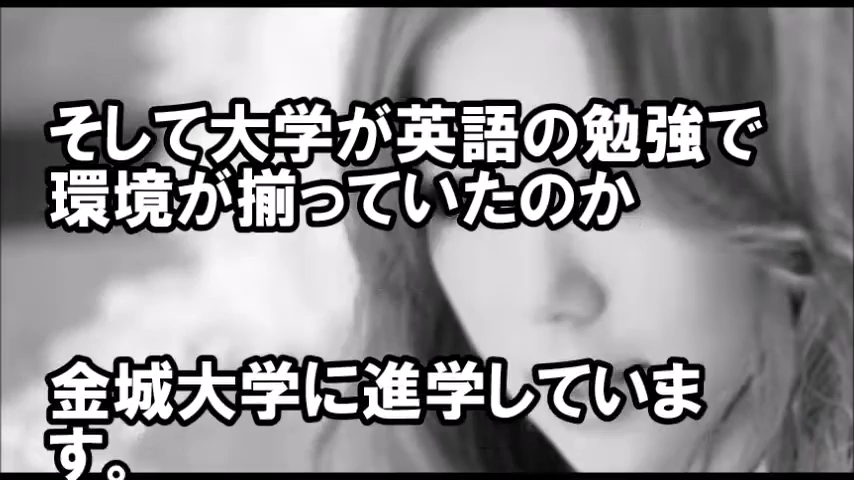 そして大学が英語の勉強で
環境が揃っていたのか
金城大学に進学していま
す。